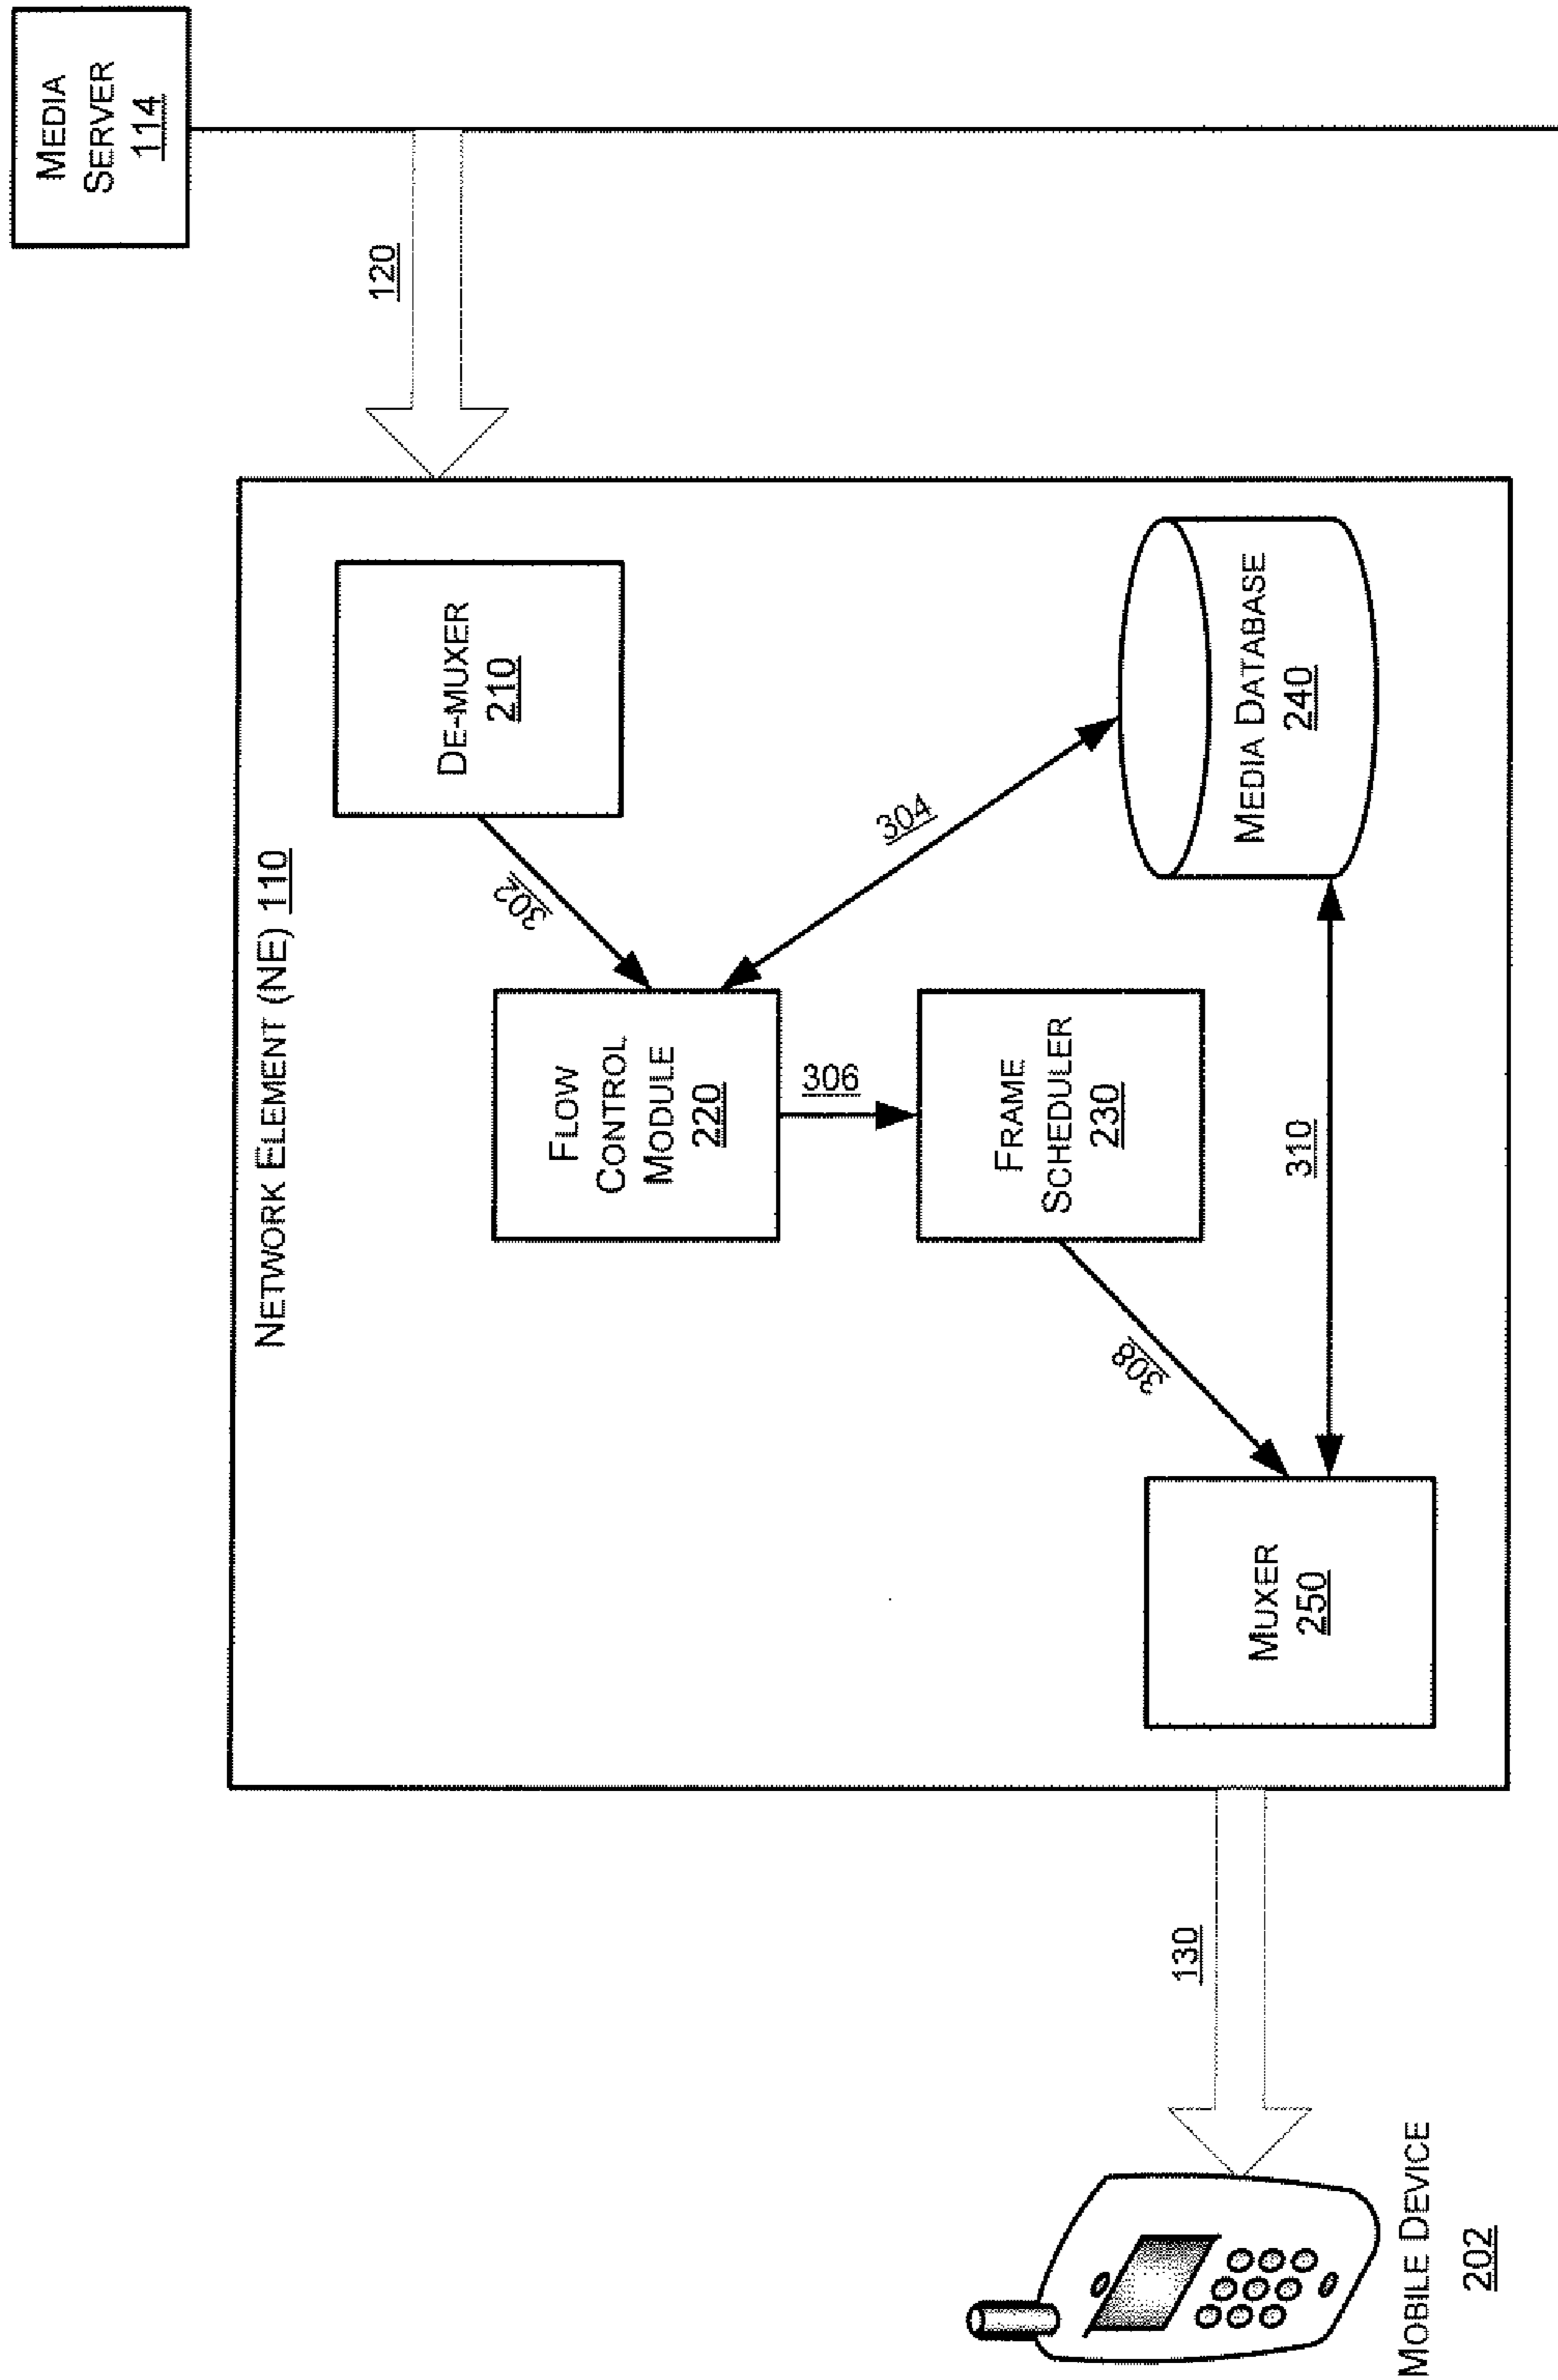 MEDIA
SERVER
114
120
NETWORK ELEMENT (NE) 110
DE-MUXER
210
302
304
FLOW
CONTROL
MODULE
220
306
FRAME
SCHEDULER
230
MEDIA DATABASE
240
308
310
MUXER
250
130
MOBILE DEVICE
202